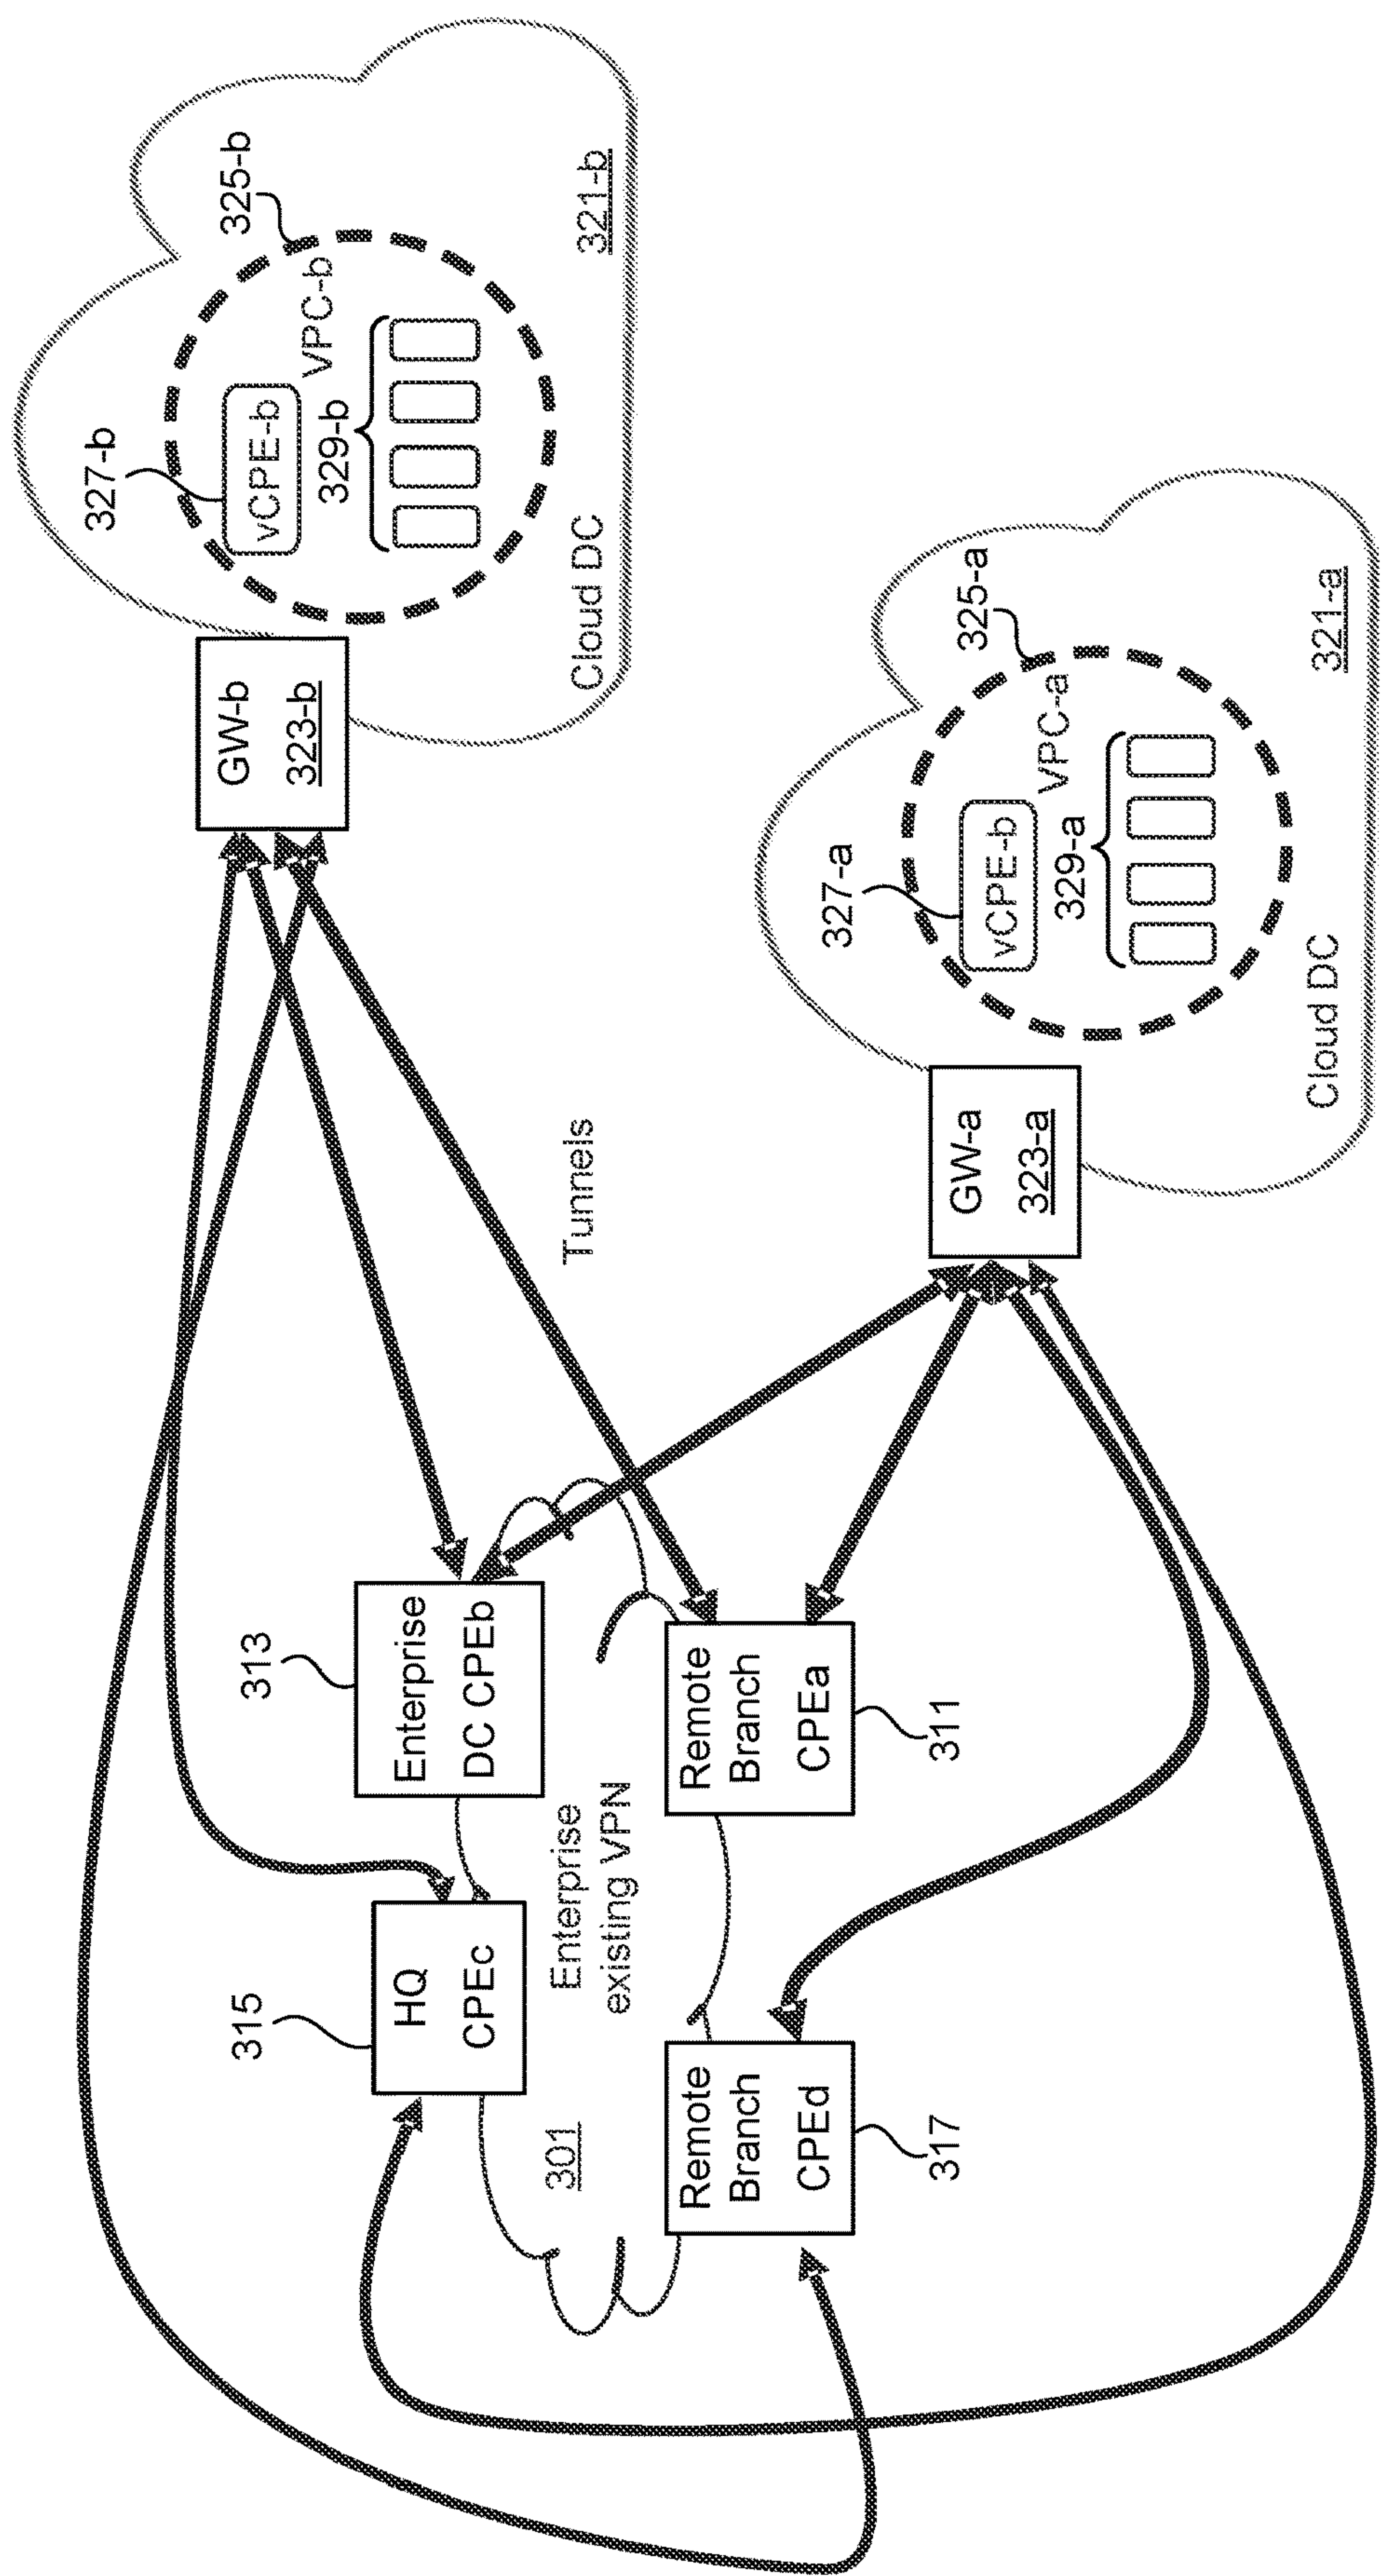 327-b
325-b
vCPE-b
VPC-b
329-b
GW-b
323-b
Cloud DC
321-b
313
315
Enterprise
DC CPEb
HQ
CPEc
Tunnels
Enterprise
existing VPN
301
Remote
Branch
CPEd
317
Remote
Branch
CPEa
311
327-a
325-a
vCPE-b
VPC-a
329-a
GW-a
323-a
Cloud DC
321-a